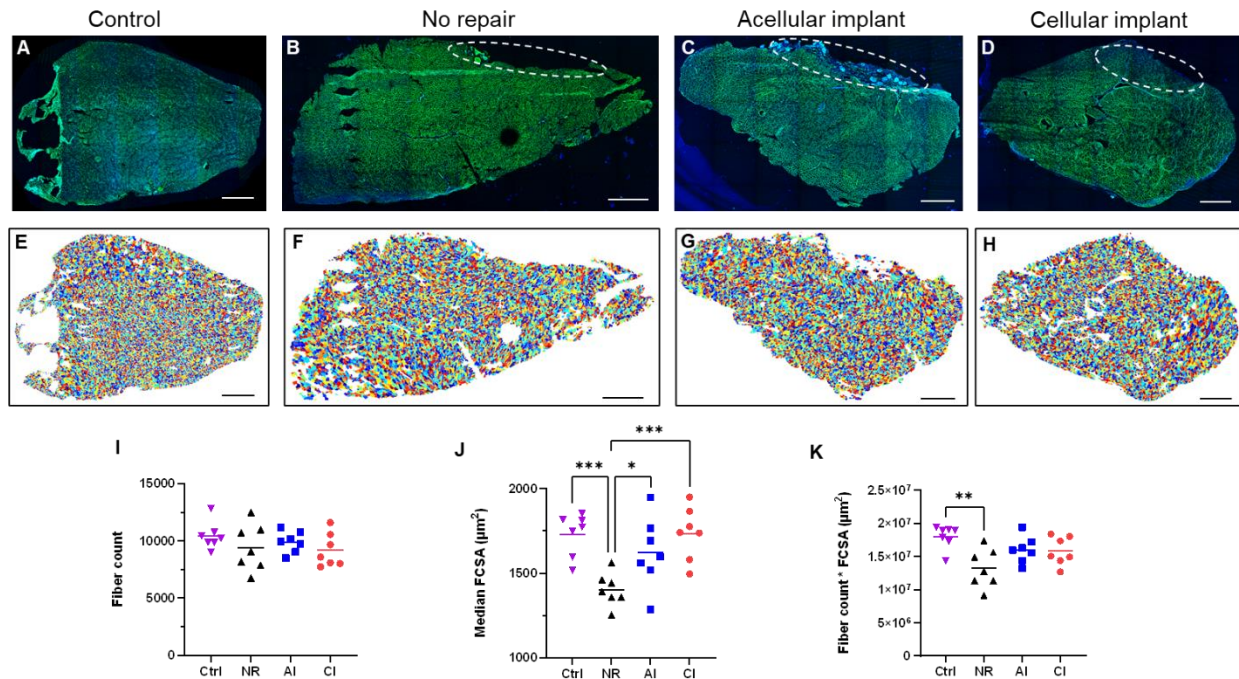 Control No repair Acellular implant Cellular implant
A B C D
E F G H
I
15000
10000
5000
0
Fiber count
Ctrl NR AI CI
J
*** *** *
2000
1500
1000
Median FCSA (µm²)
Ctrl NR AI CI
K
**
2.5×10⁷
2.0×10⁷
1.5×10⁷
1×10⁷
5×10⁶
0
Fiber count * FCSA (µm²)
Ctrl NR AI CI